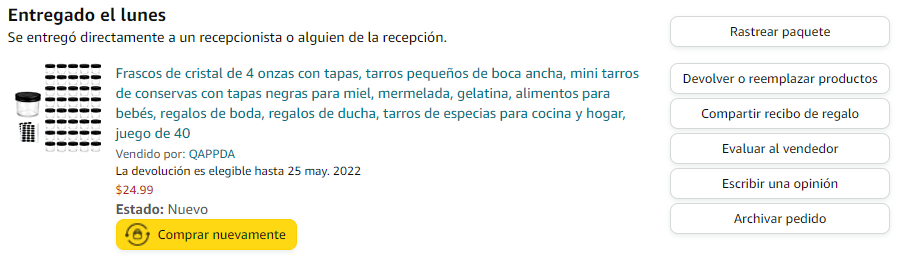 Entregado el lunes
Se entregó directamente a un recepcionista o alguien de la recepción.
Frascos de cristal de 4 onzas con tapas, tarros pequeños de boca ancha, mini tarros
de conservas con tapas negras para miel, mermelada, gelatina, alimentos para
bebés, regalos de boda, regalos de ducha, tarros de especias para cocina y hogar,
juego de 40
Vendido por: QAPPDA
La devolución es elegible hasta 25 may. 2022
$24.99
Estado: Nuevo
Comprar nuevamente
Rastrear paquete
Devolver o reemplazar productos
Compartir recibo de regalo
Evaluar al vendedor
Escribir una opinión
Archivar pedido